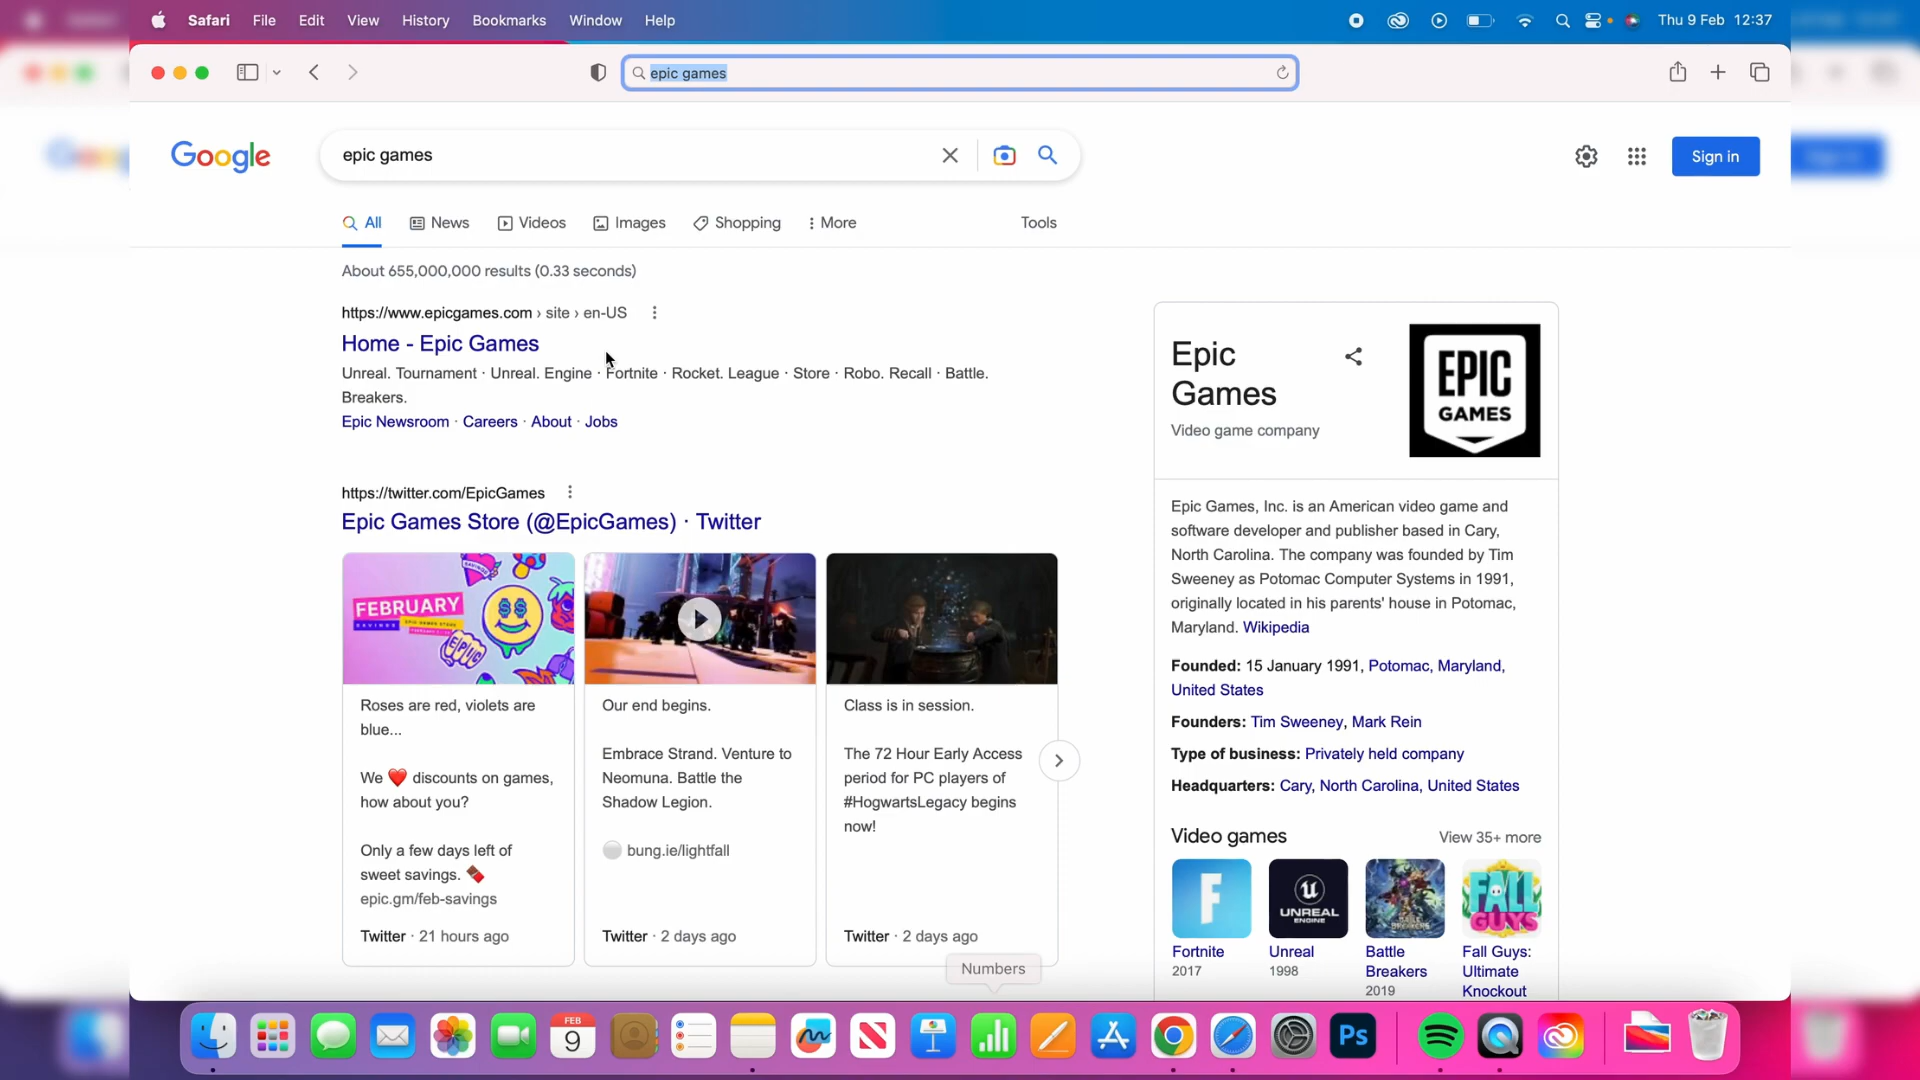 Safari File Edit View History Bookmarks Window Help
Thu 9 Feb 12:37
epic games
Google
epic games
Sign in
All News Videos Images Shopping More Tools
About 655,000,000 results (0.33 seconds)
https://www.epicgames.com › site › en-US
Home - Epic Games
Unreal. Tournament · Unreal. Engine · Fortnite · Rocket. League · Store · Robo. Recall · Battle.
Breakers.
Epic Newsroom · Careers · About · Jobs
https://twitter.com/EpicGames
Epic Games Store (@EpicGames) · Twitter
FEBRUARY
SAVINGS
EPIC GAMES STORE
EPIC
Roses are red, violets are
blue...
We ❤️ discounts on games,
how about you?
Only a few days left of
sweet savings. 🍫
epic.gm/feb-savings
Twitter · 21 hours ago
Our end begins.
Embrace Strand. Venture to
Neomuna. Battle the
Shadow Legion.
bung.ie/lightfall
Twitter · 2 days ago
Class is in session.
The 72 Hour Early Access
period for PC players of
#HogwartsLegacy begins
now!
Twitter · 2 days ago
Epic
Games
Video game company
EPIC
GAMES
Epic Games, Inc. is an American video game and
software developer and publisher based in Cary,
North Carolina. The company was founded by Tim
Sweeney as Potomac Computer Systems in 1991,
originally located in his parents' house in Potomac,
Maryland. Wikipedia
Founded: 15 January 1991, Potomac, Maryland,
United States
Founders: Tim Sweeney, Mark Rein
Type of business: Privately held company
Headquarters: Cary, North Carolina, United States
Video games
View 35+ more
F
UNREAL
ENGINE
BATTLE
BREAKERS
FALL
GUYS
Fortnite
2017
Unreal
1998
Battle
Breakers
2019
Fall Guys:
Ultimate
Knockout
Numbers
FEB
9
Ps